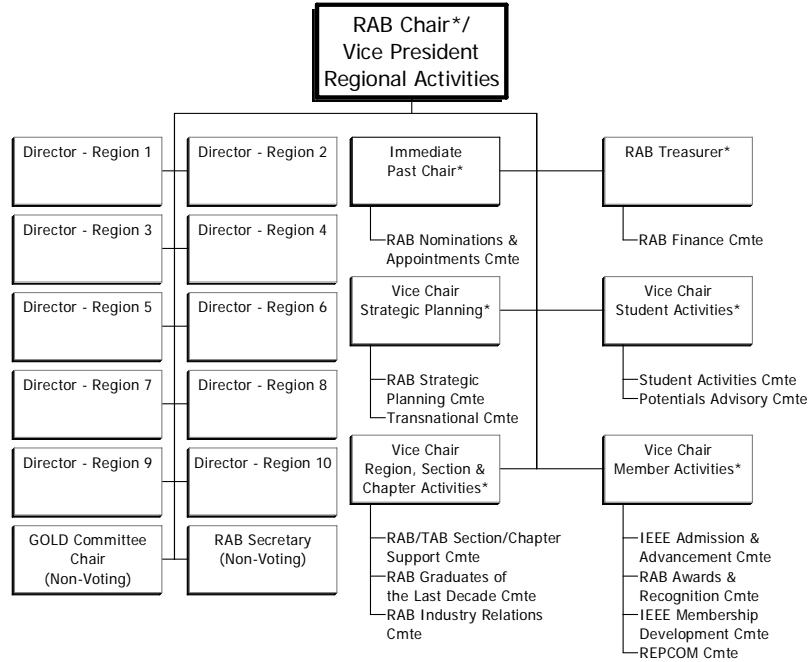 RAB Chair*/
Vice President
Regional Activities
Director - Region 1
Director - Region 2
Director - Region 3
Director - Region 4
Director - Region 5
Director - Region 6
Director - Region 7
Director - Region 8
Director - Region 9
Director - Region 10
GOLD Committee
Chair
(Non-Voting)
RAB Secretary
(Non-Voting)
Immediate
Past Chair*
RAB Nominations &
Appointments Cmte
RAB Treasurer*
RAB Finance Cmte
Vice Chair
Strategic Planning*
RAB Strategic
Planning Cmte
Transnational Cmte
Vice Chair
Student Activities*
Student Activities Cmte
Potentials Advisory Cmte
Vice Chair
Region, Section &
Chapter Activities*
RAB/TAB Section/Chapter
Support Cmte
RAB Graduates of
the Last Decade Cmte
RAB Industry Relations
Cmte
Vice Chair
Member Activities*
IEEE Admission &
Advancement Cmte
RAB Awards &
Recognition Cmte
IEEE Membership
Development Cmte
REPCOM Cmte